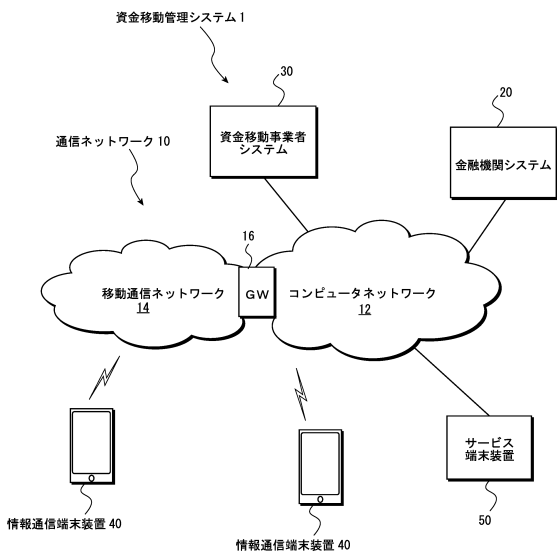 資金移動管理システム1
30
20
資金移動事業者
システム
金融機関システム
通信ネットワーク10
16
移動通信ネットワーク
14
GW
コンピュータネットワーク
12
サービス
端末装置
50
情報通信端末装置40
情報通信端末装置40